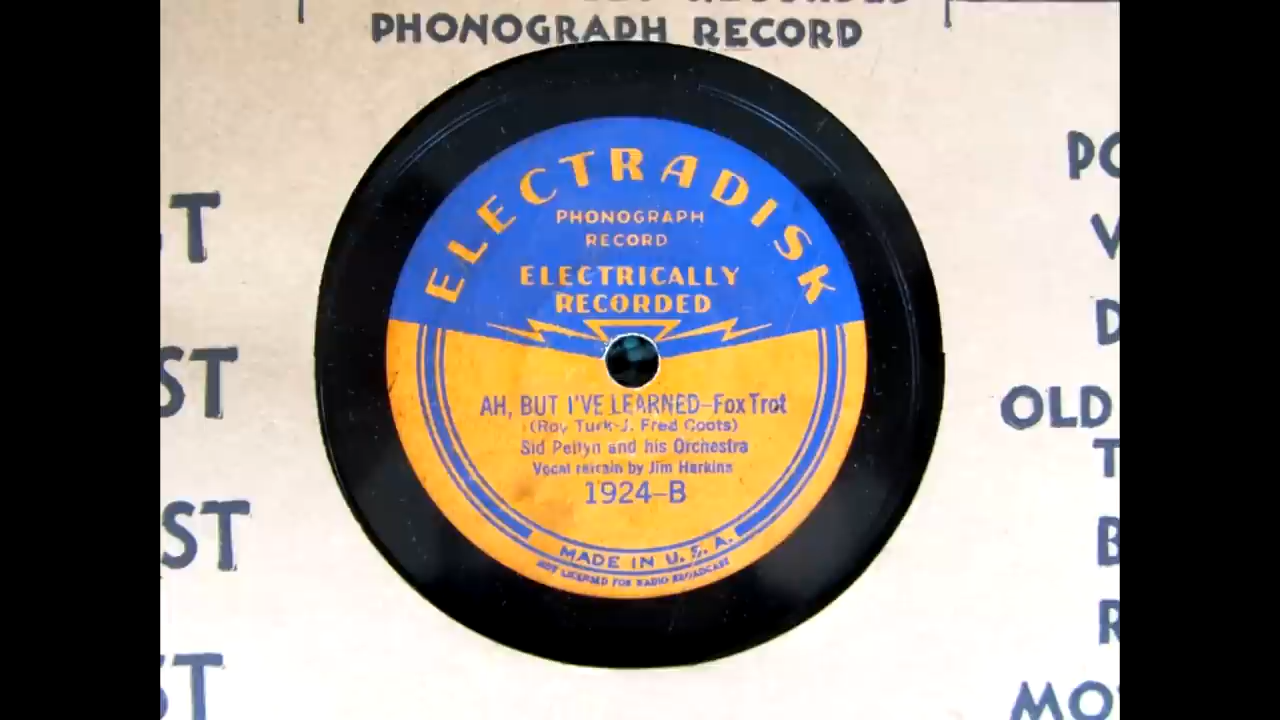 PHONOGRAPH RECORD
ELECTRADISK
PHONOGRAPH
RECORD
ELECTRICALLY
RECORDED
AH, BUT I'VE LEARNED-Fox Trot
(Roy Turk-J. Fred Coots)
Sid Peltyn and his Orchestra
Vocal refrain by Jim Harkins
1924-B
MADE IN U. S. A.
NOT LICENSED FOR RADIO BROADCAST
T
ST
ST
ST
PO
V
D
OLD
T
B
R
MO